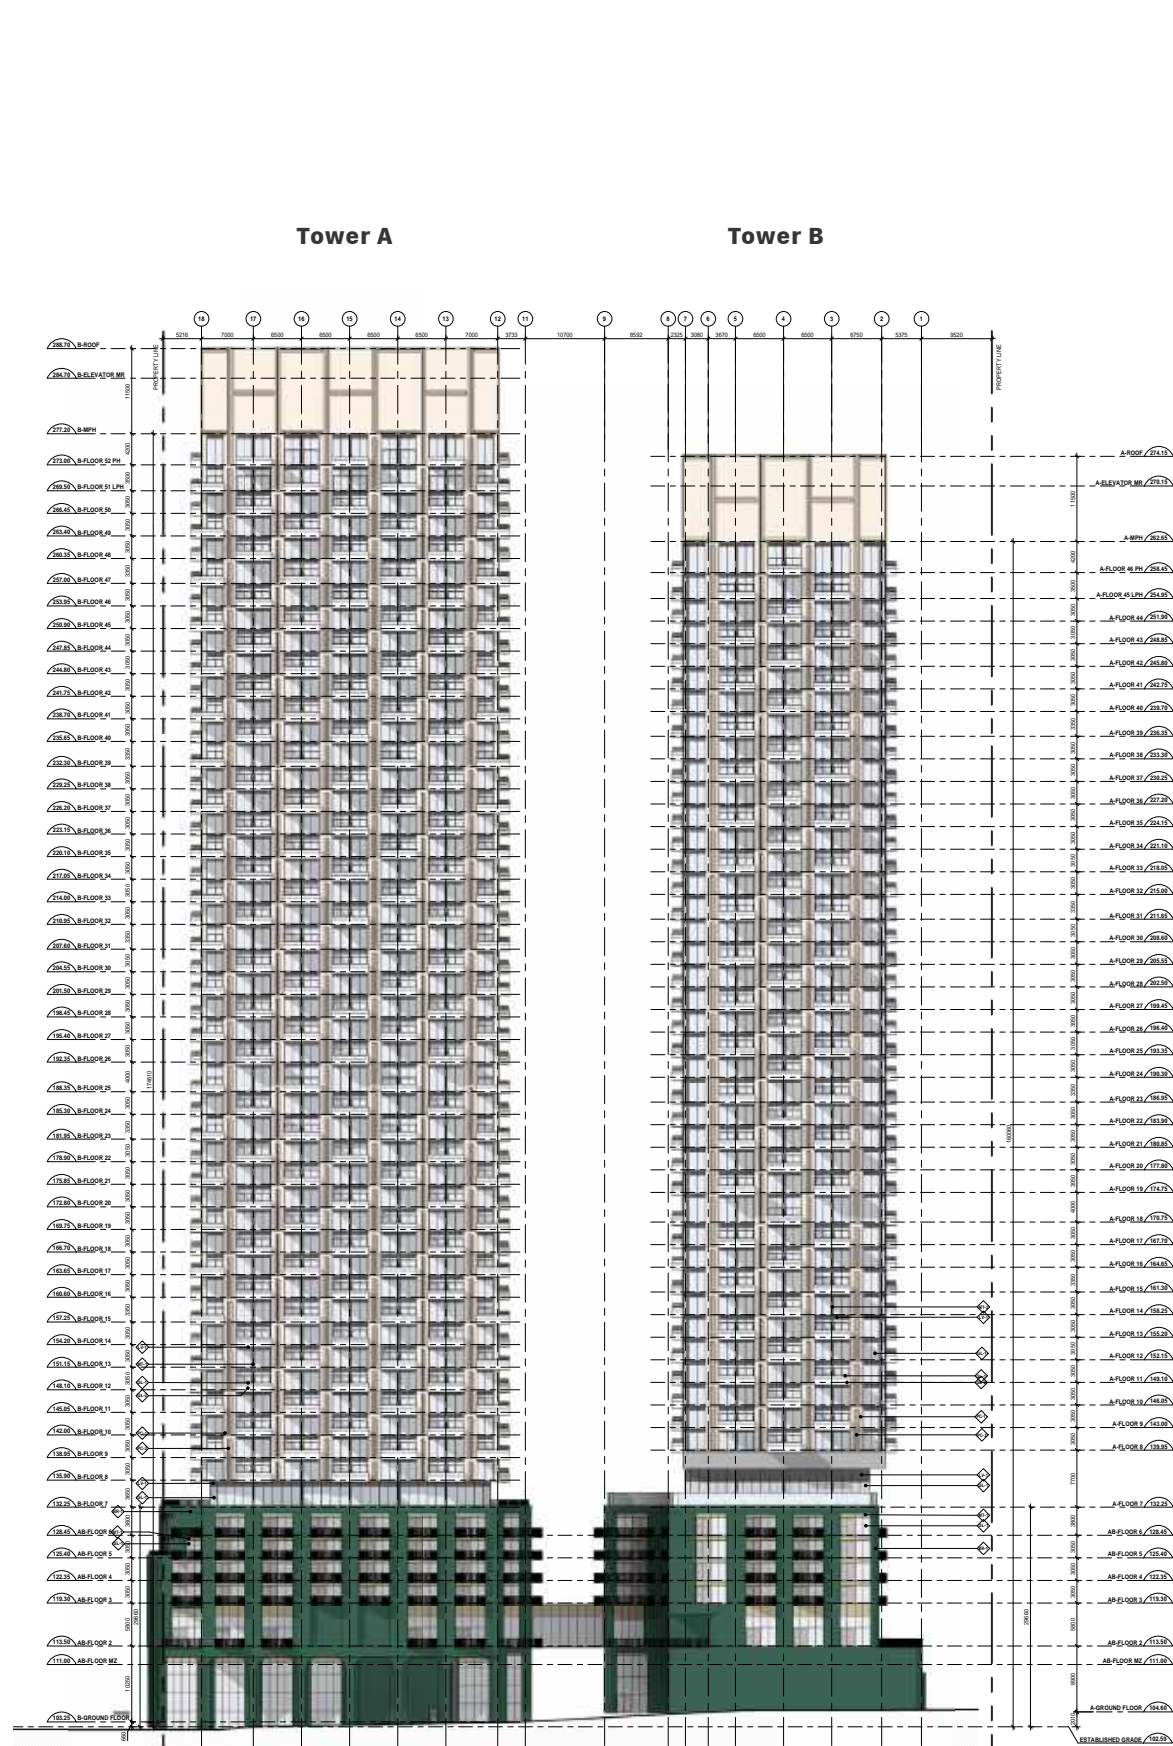 Tower A
Tower B
18 17 16 15 14 13 12 11 9 8 7 6 5 4 3 2 1
5216 7000 6500 6500 6500 6500 7000 3733 10700 8592 2325 3080 3670 6500 6500 6750 5375 9520
PROPERTY LINE
PROPERTY LINE
288.70 B-ROOF
284.70 B-ELEVATOR MR
277.20 B-MPH
273.00 B-FLOOR 52 PH
269.50 B-FLOOR 51 LPH
266.45 B-FLOOR 50
263.40 B-FLOOR 49
260.35 B-FLOOR 48
257.00 B-FLOOR 47
253.95 B-FLOOR 46
250.90 B-FLOOR 45
247.85 B-FLOOR 44
244.80 B-FLOOR 43
241.75 B-FLOOR 42
238.70 B-FLOOR 41
235.65 B-FLOOR 40
232.30 B-FLOOR 39
229.25 B-FLOOR 38
226.20 B-FLOOR 37
223.15 B-FLOOR 36
220.10 B-FLOOR 35
217.05 B-FLOOR 34
214.00 B-FLOOR 33
210.95 B-FLOOR 32
207.60 B-FLOOR 31
204.55 B-FLOOR 30
201.50 B-FLOOR 29
198.45 B-FLOOR 28
195.40 B-FLOOR 27
192.35 B-FLOOR 26
188.35 B-FLOOR 25
185.30 B-FLOOR 24
181.95 B-FLOOR 23
178.90 B-FLOOR 22
175.85 B-FLOOR 21
172.80 B-FLOOR 20
169.75 B-FLOOR 19
166.70 B-FLOOR 18
163.65 B-FLOOR 17
160.60 B-FLOOR 16
157.25 B-FLOOR 15
154.20 B-FLOOR 14
151.15 B-FLOOR 13
148.10 B-FLOOR 12
145.05 B-FLOOR 11
142.00 B-FLOOR 10
138.95 B-FLOOR 9
135.90 B-FLOOR 8
132.25 B-FLOOR 7
128.45 AB-FLOOR 6
125.40 AB-FLOOR 5
122.35 AB-FLOOR 4
119.30 AB-FLOOR 3
113.50 AB-FLOOR 2
111.00 AB-FLOOR MZ
103.25 B-GROUND FLOOR
11500
4200
3500
174610
29660
10250
660
A-ROOF 274.15
A-ELEVATOR MR 270.15
A-MPH 262.65
A-FLOOR 46 PH 258.45
A-FLOOR 45 LPH 254.95
A-FLOOR 44 251.90
A-FLOOR 43 248.85
A-FLOOR 42 245.80
A-FLOOR 41 242.75
A-FLOOR 40 239.70
A-FLOOR 39 236.35
A-FLOOR 38 233.30
A-FLOOR 37 230.25
A-FLOOR 36 227.20
A-FLOOR 35 224.15
A-FLOOR 34 221.10
A-FLOOR 33 218.05
A-FLOOR 32 215.00
A-FLOOR 31 211.65
A-FLOOR 30 208.60
A-FLOOR 29 205.55
A-FLOOR 28 202.50
A-FLOOR 27 199.45
A-FLOOR 26 196.40
A-FLOOR 25 193.35
A-FLOOR 24 190.30
A-FLOOR 23 186.95
A-FLOOR 22 183.90
A-FLOOR 21 180.85
A-FLOOR 20 177.80
A-FLOOR 19 174.75
A-FLOOR 18 170.75
A-FLOOR 17 167.70
A-FLOOR 16 164.65
A-FLOOR 15 161.30
A-FLOOR 14 158.25
A-FLOOR 13 155.20
A-FLOOR 12 152.15
A-FLOOR 11 149.10
A-FLOOR 10 146.05
A-FLOOR 9 143.00
A-FLOOR 8 139.95
A-FLOOR 7 132.25
AB-FLOOR 6 128.45
AB-FLOOR 5 125.40
AB-FLOOR 4 122.35
AB-FLOOR 3 119.30
AB-FLOOR 2 113.50
AB-FLOOR MZ 111.00
A-GROUND FLOOR 104.60
ESTABLISHED GRADE 102.59
11500
4200
3500
160060
7700
3800
29660
5800
8900
2010